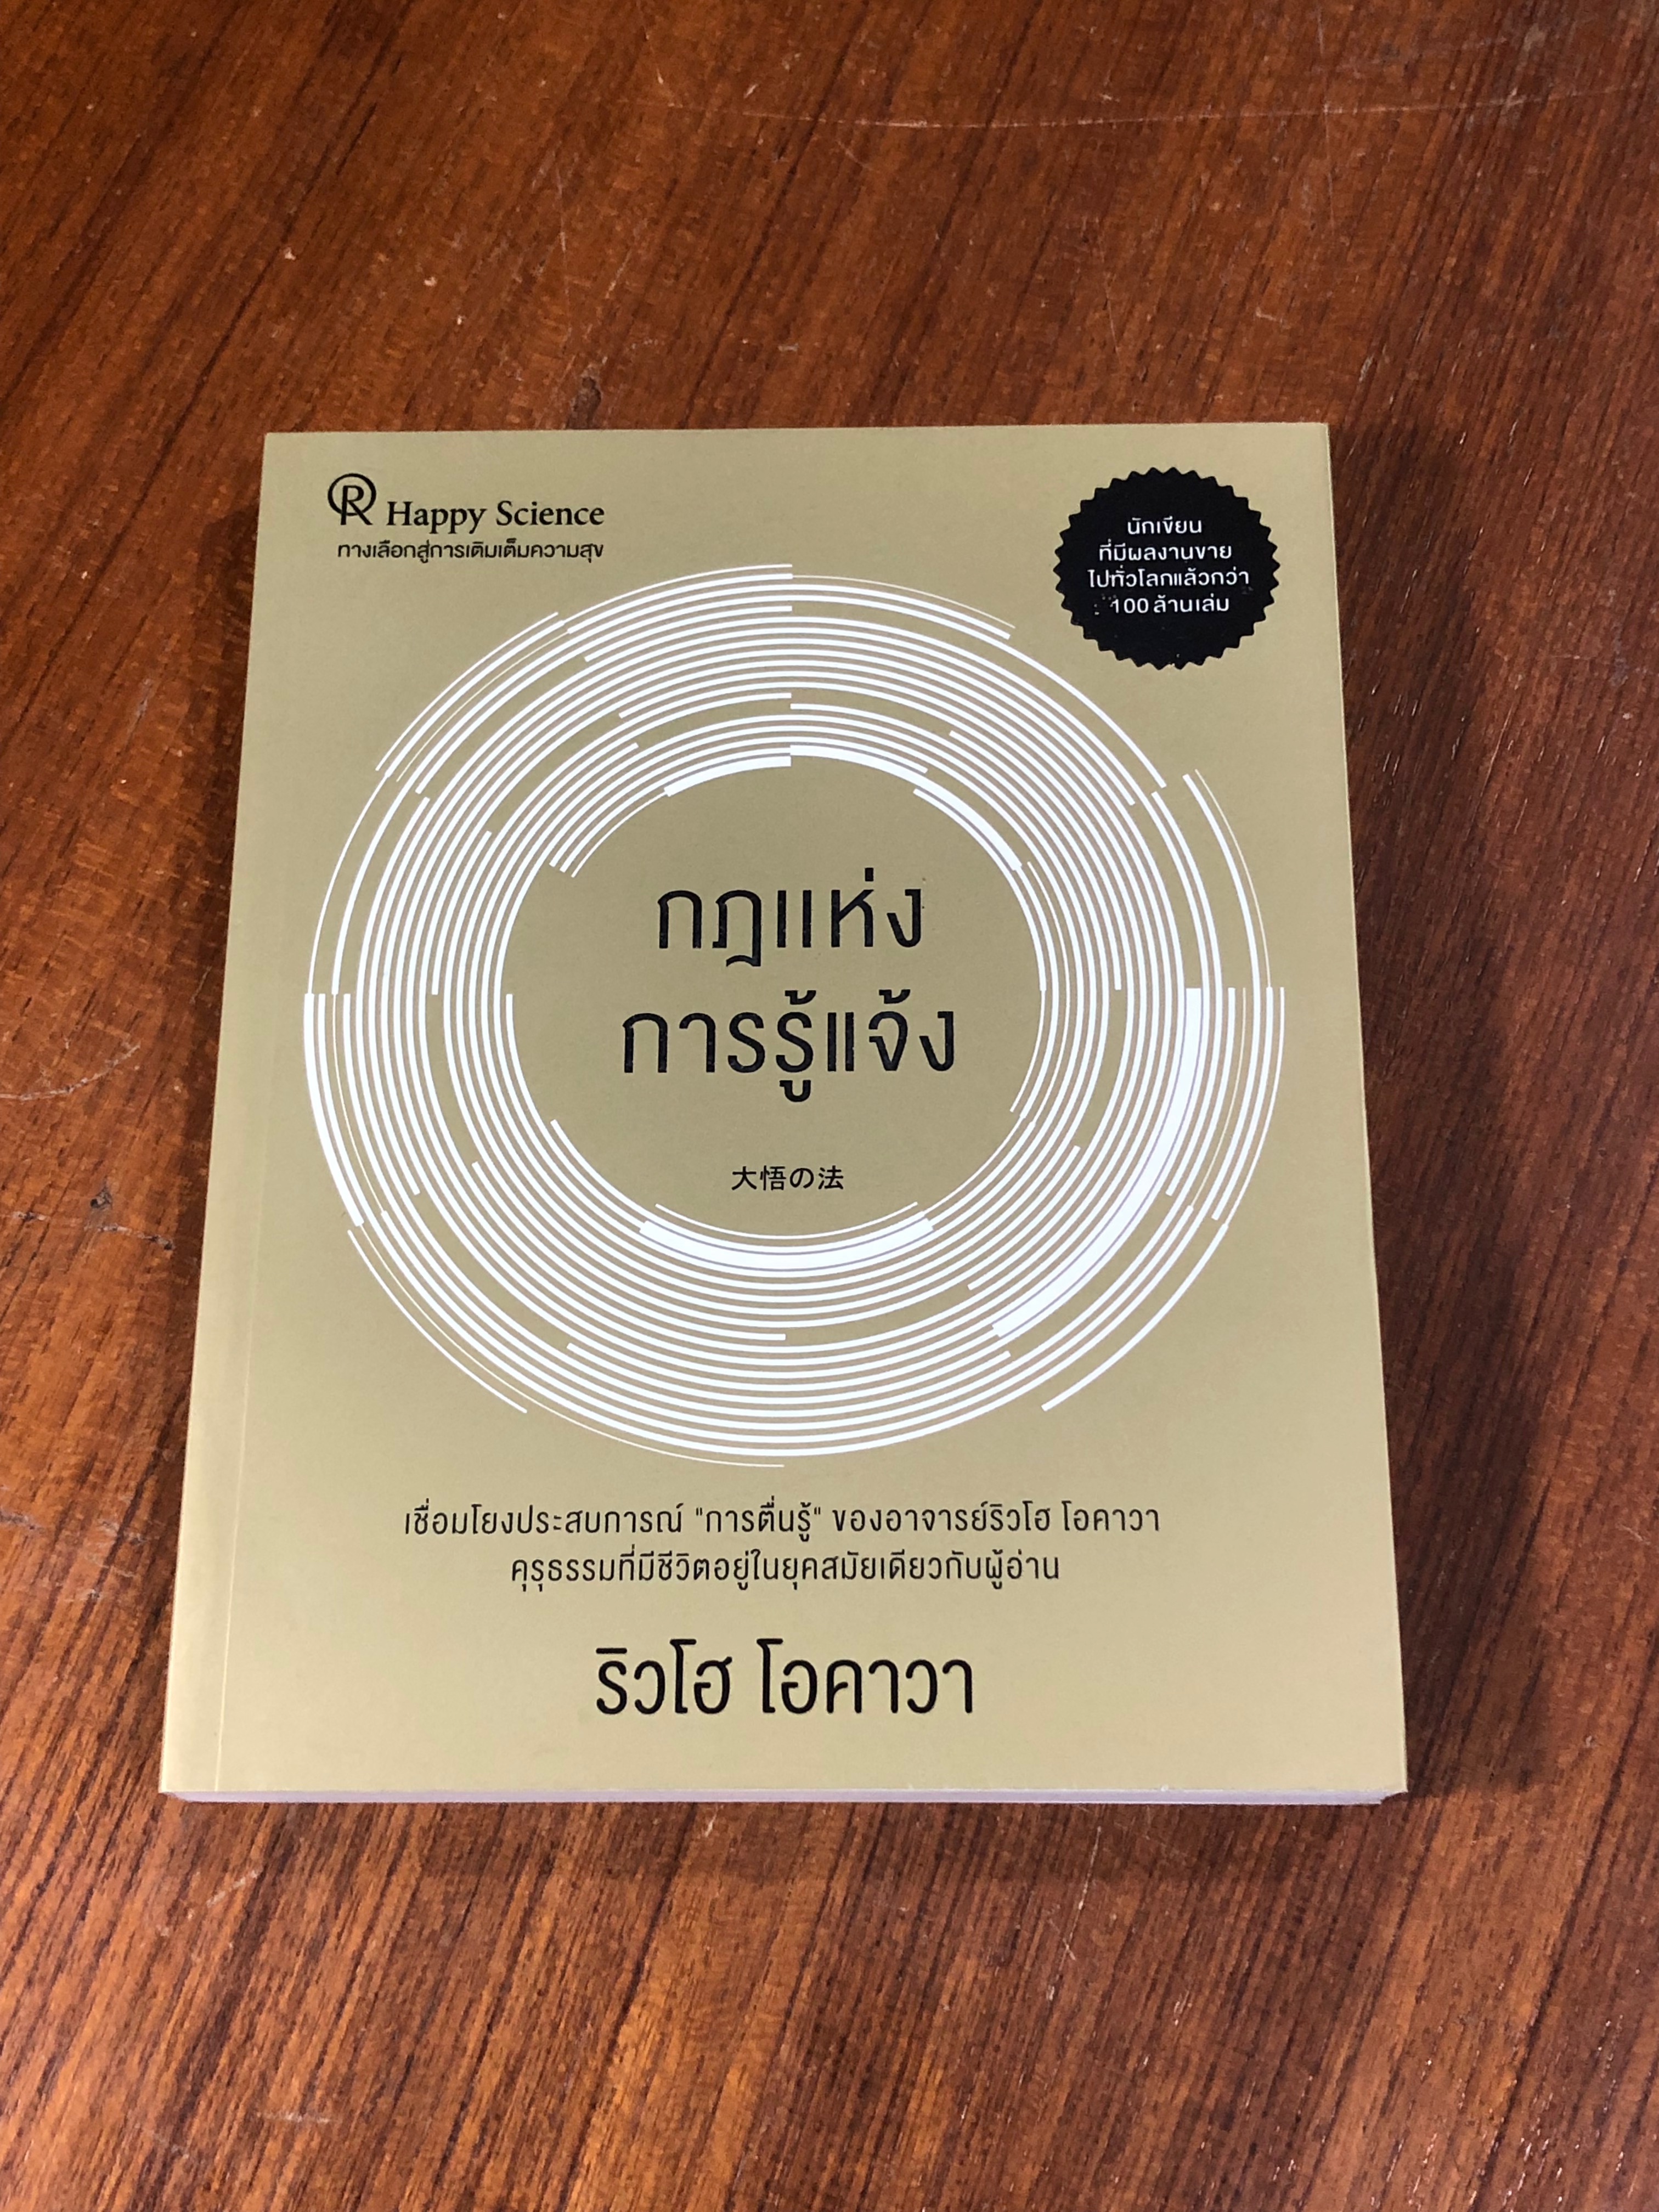 Happy Science
ทางเลือกสู่การเติมเต็มความสุข
นักเขียน
ที่มีผลงานขาย
ไปทั่วโลกแล้วกว่า
100 ล้านเล่ม
กฎแห่ง
การรู้แจ้ง
大悟の法
เชื่อมโยงประสบการณ์ "การตื่นรู้" ของอาจารย์ริวโฮ โอคาวา
คุรุธรรมที่มีชีวิตอยู่ในยุคสมัยเดียวกับผู้อ่าน
ริวโฮ โอคาวา